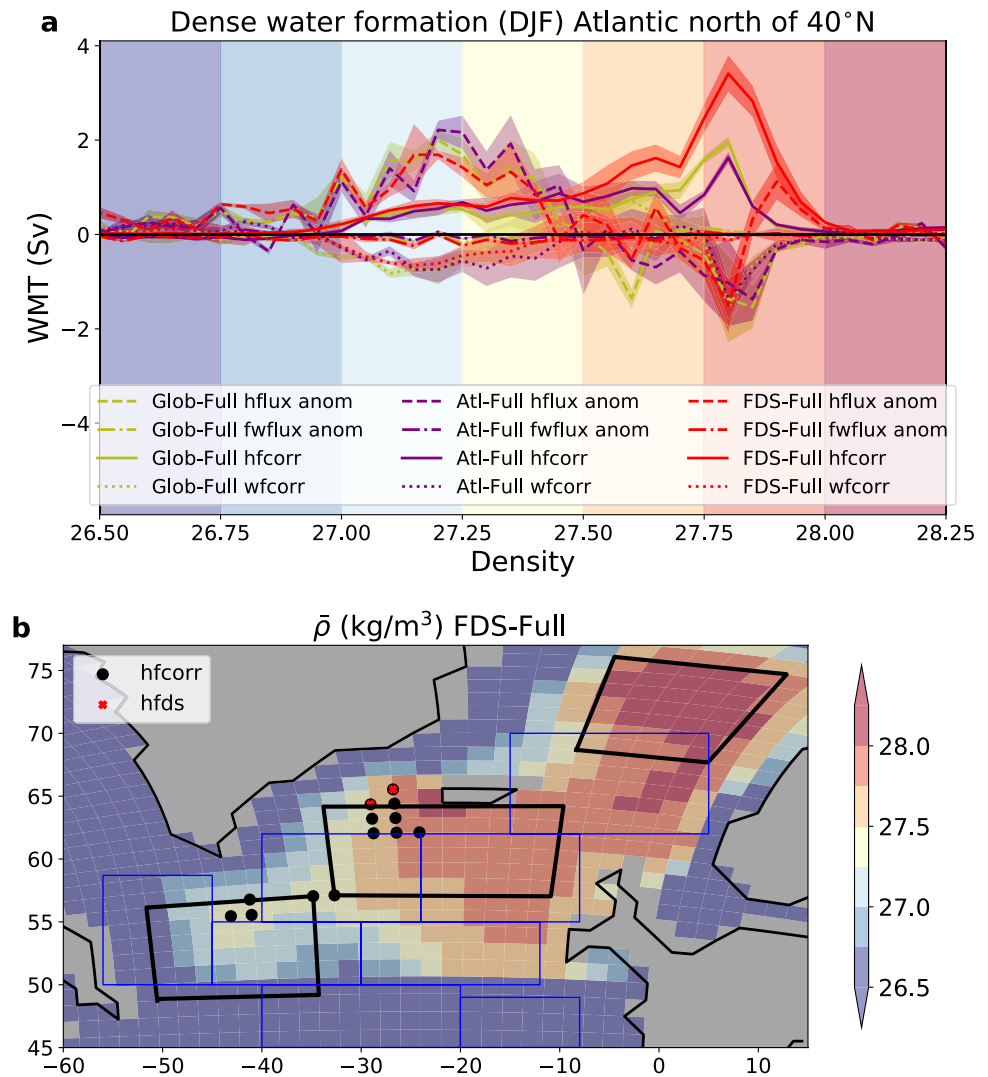 a Dense water formation (DJF) Atlantic north of 40°N
4
2
0
−2
−4
WMT (Sv)
Glob-Full hflux anom
Glob-Full fwflux anom
Glob-Full hfcorr
Glob-Full wfcorr
Atl-Full hflux anom
Atl-Full fwflux anom
Atl-Full hfcorr
Atl-Full wfcorr
FDS-Full hflux anom
FDS-Full fwflux anom
FDS-Full hfcorr
FDS-Full wfcorr
26.50 26.75 27.00 27.25 27.50 27.75 28.00 28.25
Density
b ρ̄ (kg/m³) FDS-Full
hfcorr
hfds
75
70
65
60
55
50
45
−60 −50 −40 −30 −20 −10 0 10
28.0
27.5
27.0
26.5